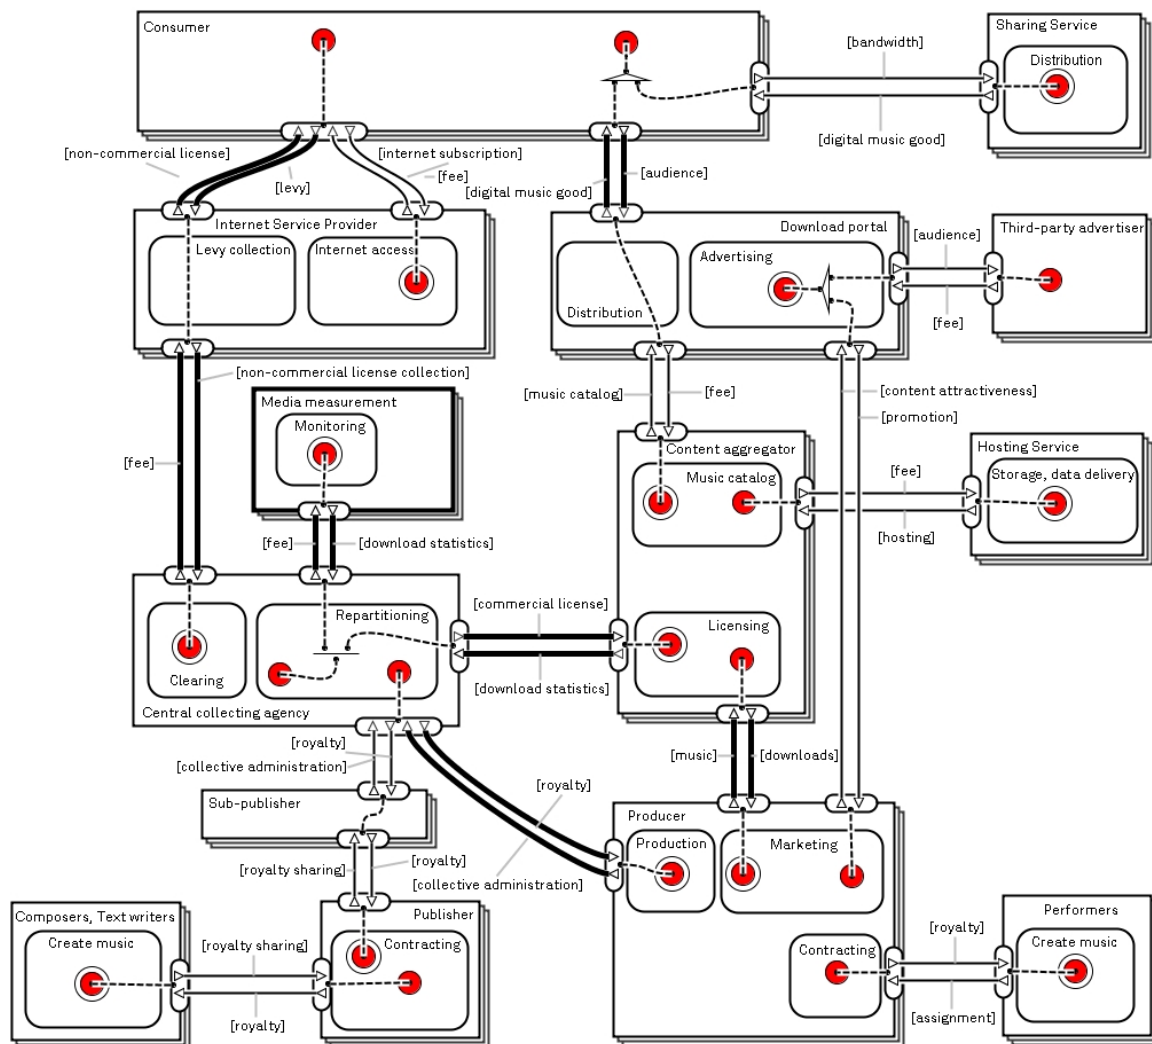 Consumer
Sharing Service
[bandwidth]
Distribution
[digital music good]
[non-commercial license]
[internet subscription]
[levy]
[fee]
[digital music good]
[audience]
Internet Service Provider
Download portal
Third-party advertiser
[audience]
Levy collection
Internet access
Advertising
Distribution
[fee]
[non-commercial license collection]
[music catalog]
[fee]
[content attractiveness]
[promotion]
Media measurement
Monitoring
[fee]
Content aggregator
Hosting Service
Music catalog
[fee]
Storage, data delivery
[fee]
[download statistics]
[hosting]
Repartitioning
[commercial license]
Licensing
Clearing
[download statistics]
Central collecting agency
[royalty]
[collective administration]
[music]
[downloads]
[royalty]
Sub-publisher
Producer
Production
Marketing
[royalty sharing]
[royalty]
[collective administration]
Composers, Text writers
Publisher
Performers
Create music
[royalty sharing]
Contracting
Contracting
[royalty]
Create music
[royalty]
[assignment]